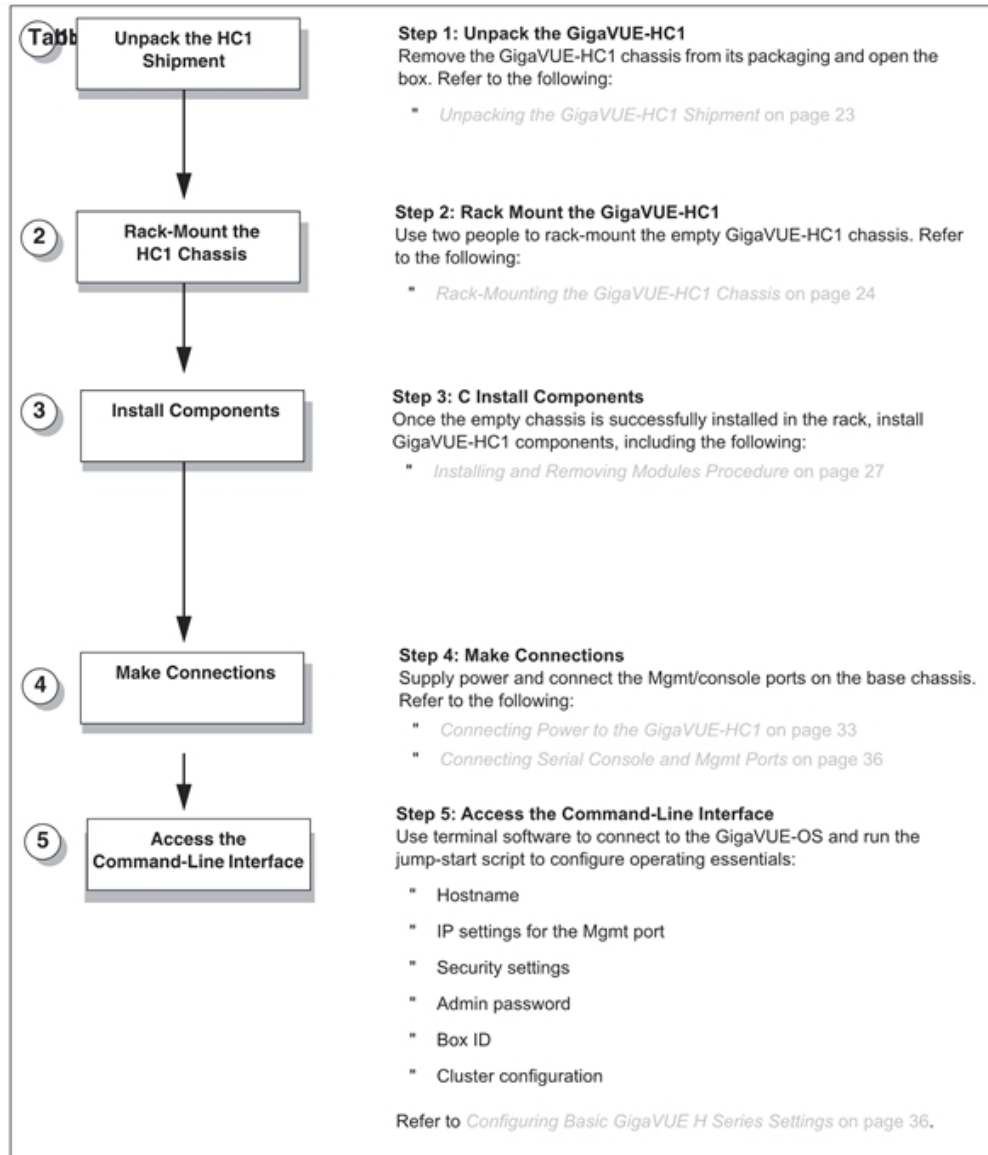 Unpack the HC1
Shipment
Step 1: Unpack the GigaVUE-HC1
Remove the GigaVUE-HC1 chassis from its packaging and open the
box. Refer to the following:
" Unpacking the GigaVUE-HC1 Shipment on page 23
2
Rack-Mount the
HC1 Chassis
Step 2: Rack Mount the GigaVUE-HC1
Use two people to rack-mount the empty GigaVUE-HC1 chassis. Refer
to the following:
" Rack-Mounting the GigaVUE-HC1 Chassis on page 24
3
Install Components
Step 3: C Install Components
Once the empty chassis is successfully installed in the rack, install
GigaVUE-HC1 components, including the following:
" Installing and Removing Modules Procedure on page 27
4
Make Connections
Step 4: Make Connections
Supply power and connect the Mgmt/console ports on the base chassis.
Refer to the following:
" Connecting Power to the GigaVUE-HC1 on page 33
" Connecting Serial Console and Mgmt Ports on page 36
5
Access the
Command-Line Interface
Step 5: Access the Command-Line Interface
Use terminal software to connect to the GigaVUE-OS and run the
jump-start script to configure operating essentials:
" Hostname
" IP settings for the Mgmt port
" Security settings
" Admin password
" Box ID
" Cluster configuration
Refer to Configuring Basic GigaVUE H Series Settings on page 36.